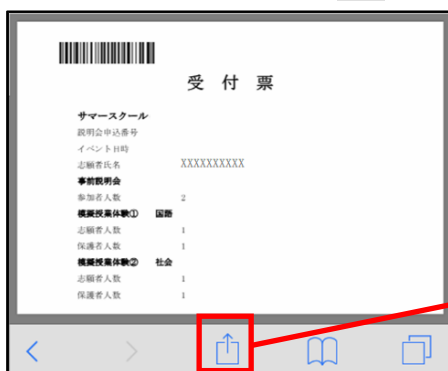 受 付 票
サマースクール
説明会申込番号
イベント日時
志願者氏名 XXXXXXXXXX
事前説明会
参加者人数 2
模擬授業体験① 国語
志願者人数 1
保護者人数 1
模擬授業体験② 社会
志願者人数 1
保護者人数 1